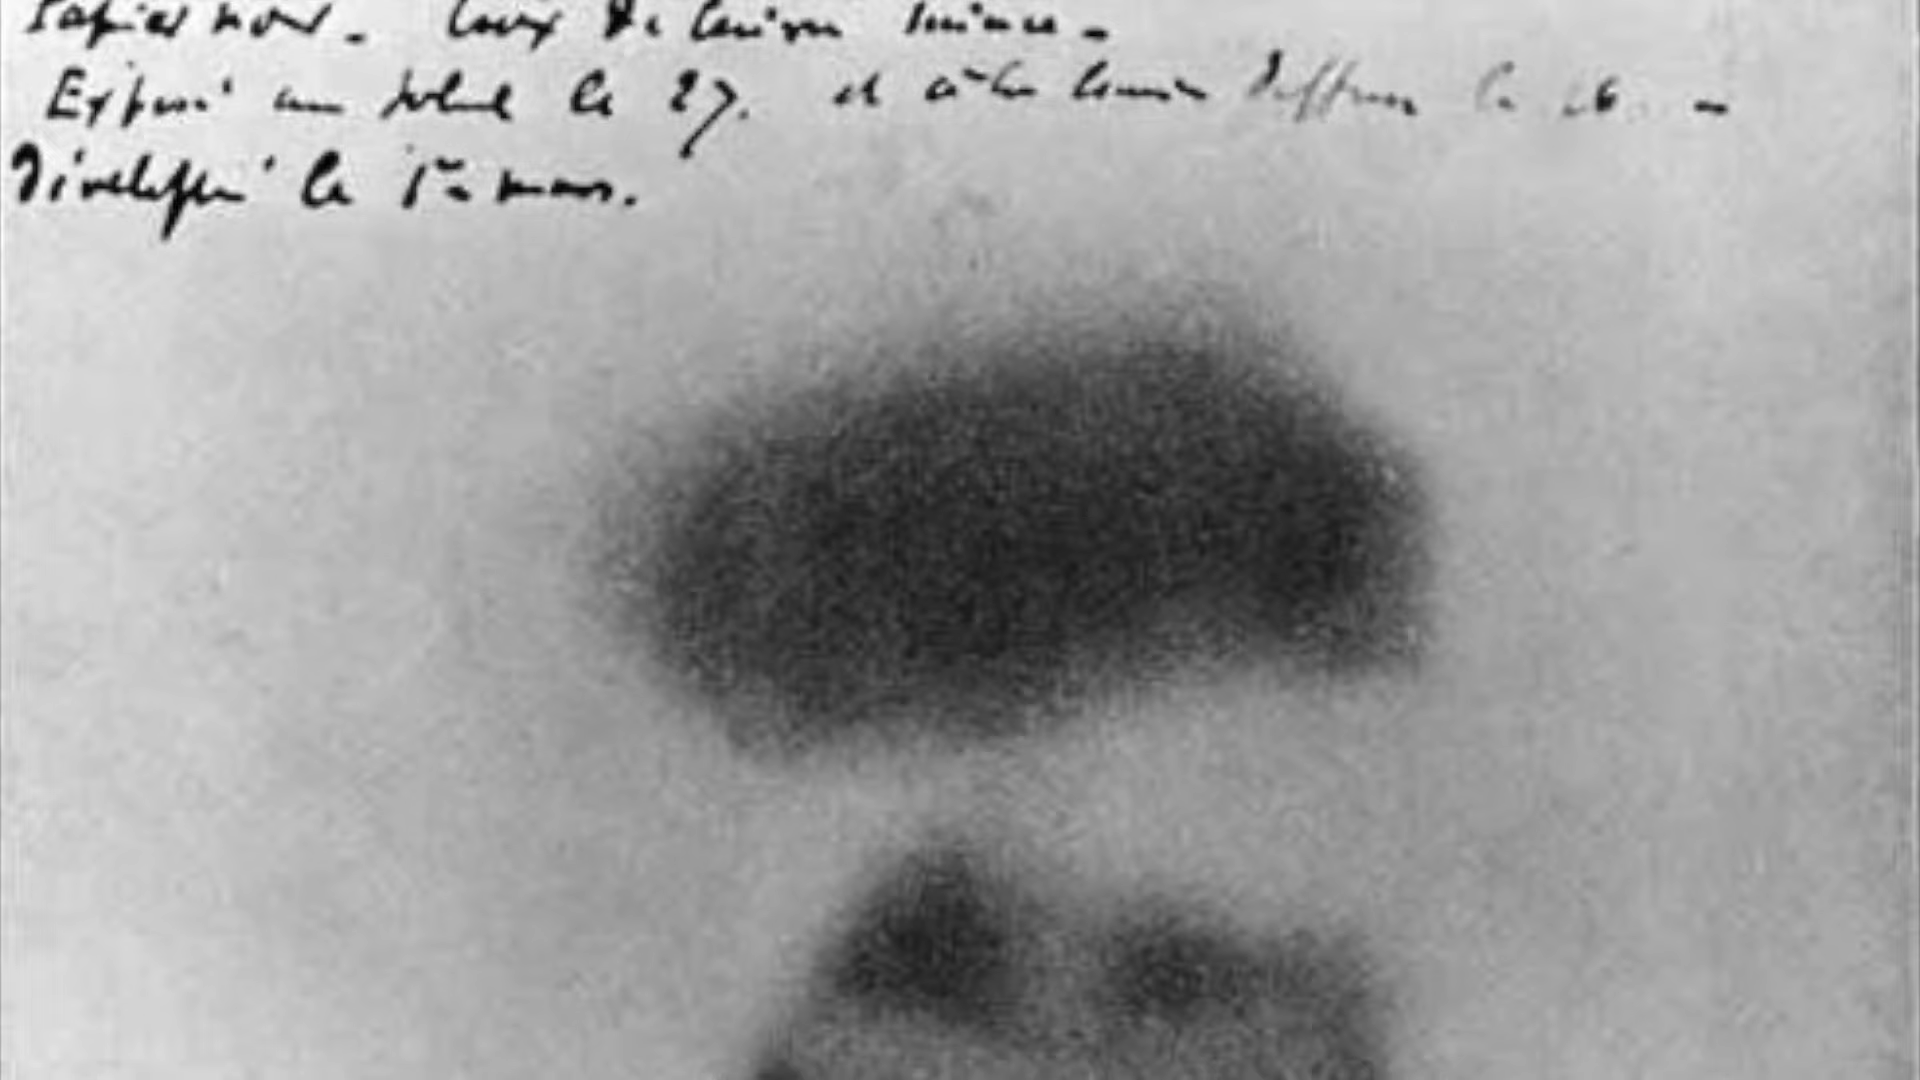 Papier noir. - Croix de Cuivre mince -
Exposé au soleil le 27. et à la lumière diffuse le 26. -
Développé le 1er mars.